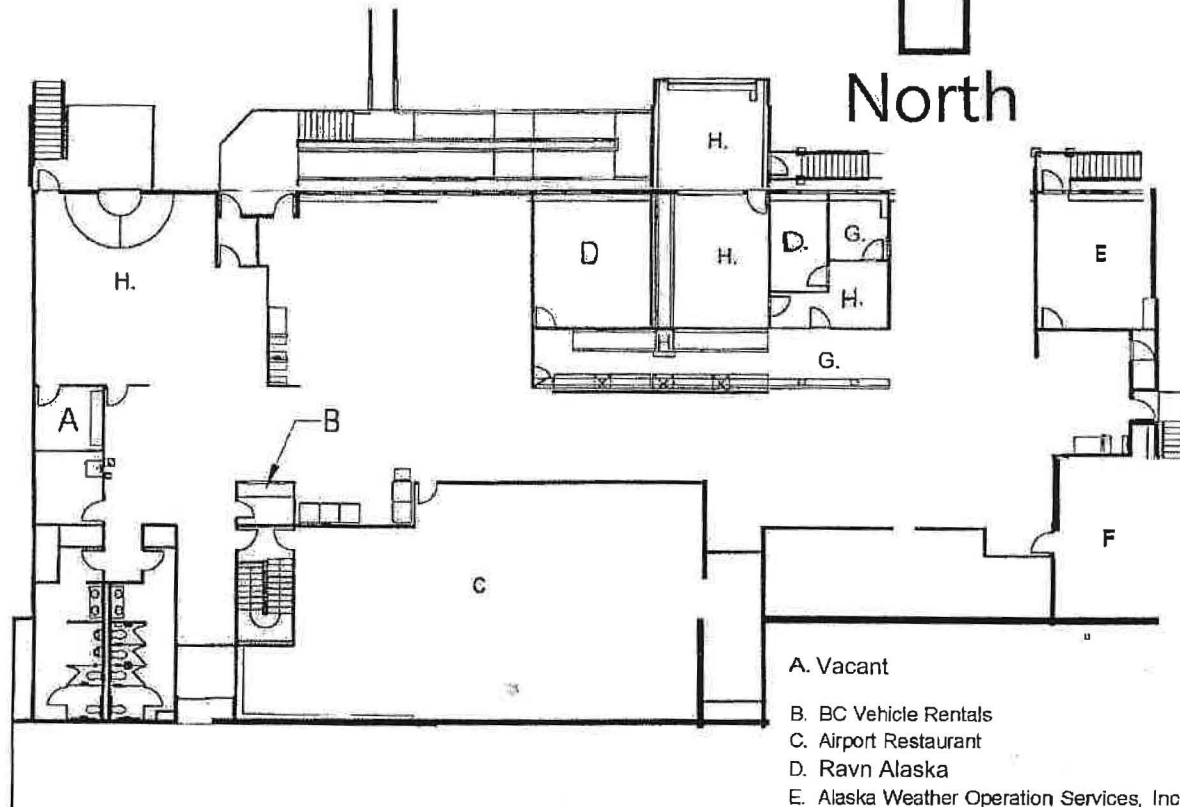 North
H.
H.
D
H.
D.
G.
H.
E
G.
A
B
C
F
A. Vacant
B. BC Vehicle Rentals
C. Airport Restaurant
D. Ravn Alaska
E. Alaska Weather Operation Services, Inc